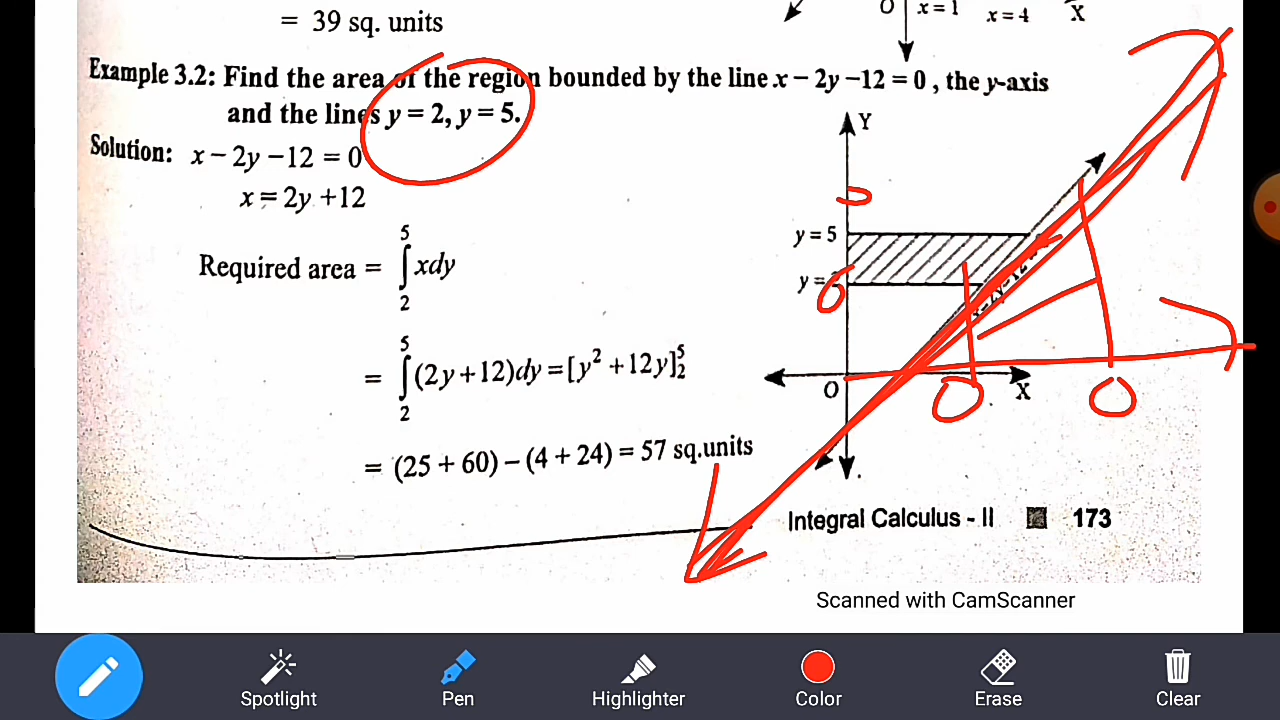 = 39 sq. units
O x = 1 x = 4 X
Example 3.2: Find the area of the region bounded by the line x − 2y − 12 = 0 , the y-axis
and the lines y = 2, y = 5.
Solution: x − 2y − 12 = 0
x = 2y + 12
Y
y = 5
y =
O
X
Required area = ∫₂⁵ xdy
= ∫₂⁵ (2y + 12) dy = [y² + 12y]₂⁵
= (25 + 60) − (4 + 24) = 57 sq.units
Integral Calculus - II 173
Scanned with CamScanner
Spotlight Pen Highlighter Color Erase Clear